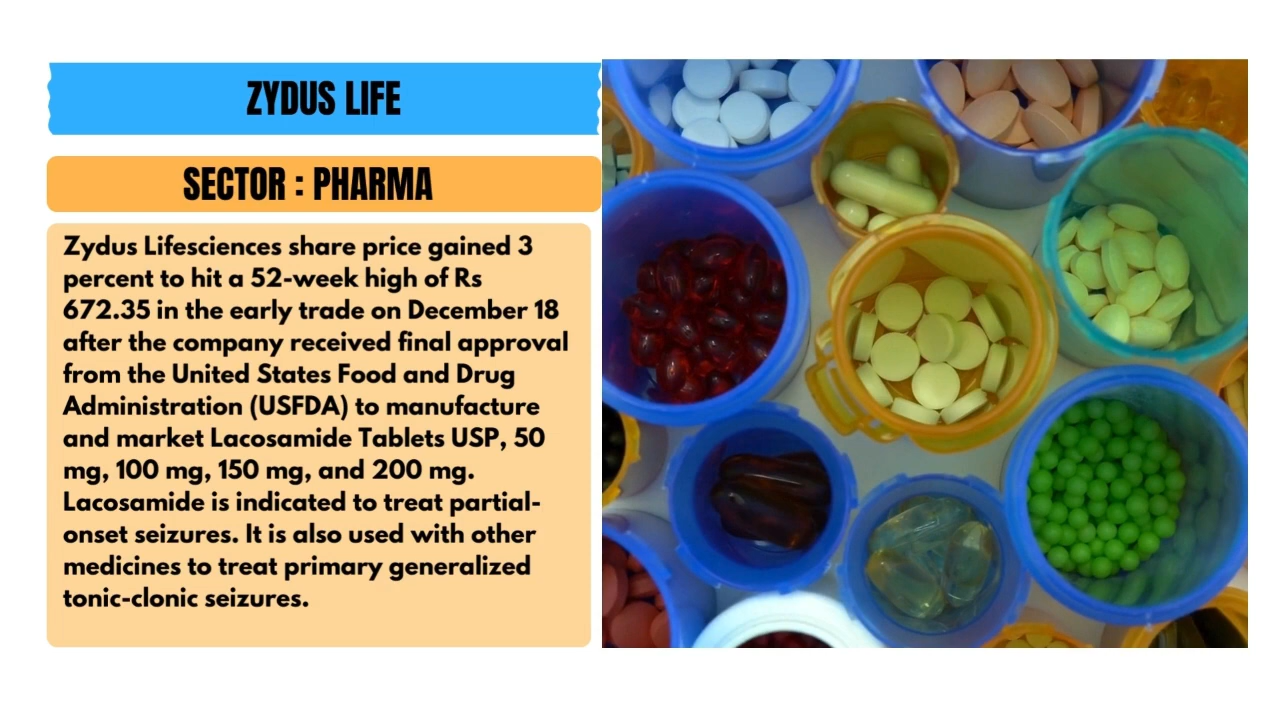 ZYDUS LIFE
SECTOR : PHARMA
Zydus Lifesciences share price gained 3
percent to hit a 52-week high of Rs
672.35 in the early trade on December 18
after the company received final approval
from the United States Food and Drug
Administration (USFDA) to manufacture
and market Lacosamide Tablets USP, 50
mg, 100 mg, 150 mg, and 200 mg.
Lacosamide is indicated to treat partial-
onset seizures. It is also used with other
medicines to treat primary generalized
tonic-clonic seizures.